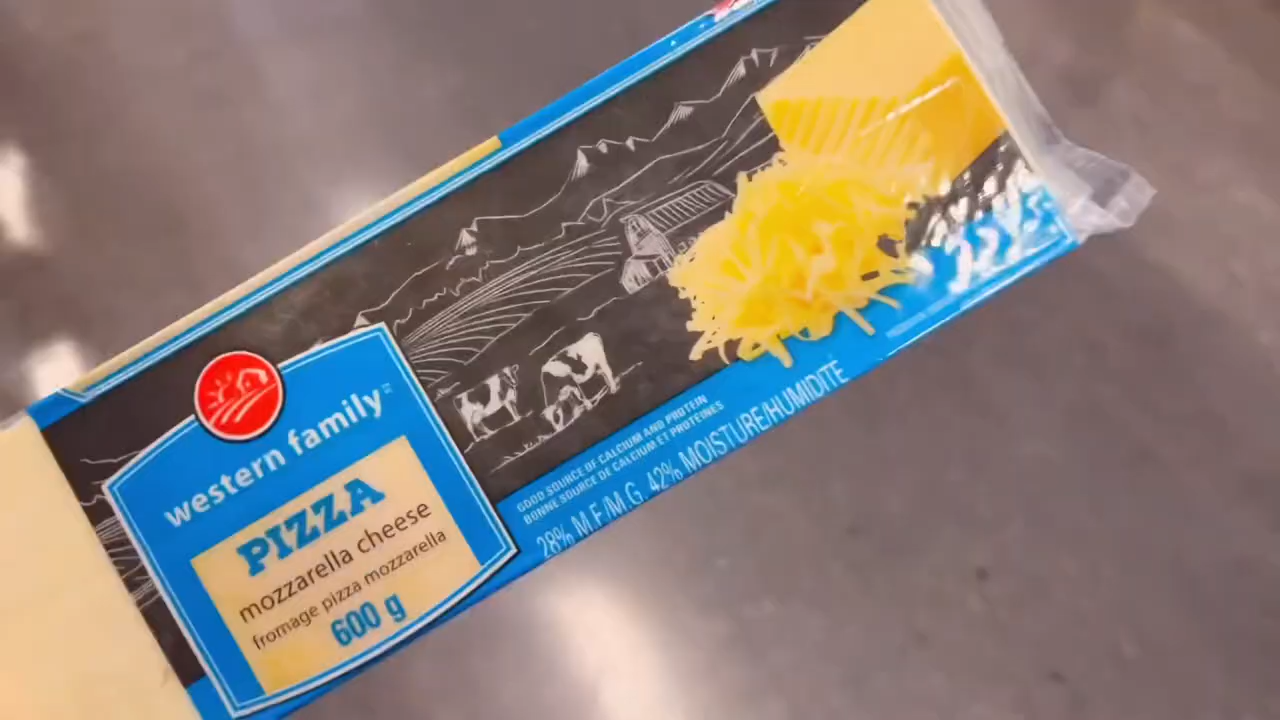 western family
PIZZA
mozzarella cheese
fromage pizza mozzarella
600 g
GOOD SOURCE OF CALCIUM AND PROTEIN
BONNE SOURCE DE CALCIUM ET PROTÉINES
28% M.F./M.G. 42% MOISTURE/HUMIDITÉ